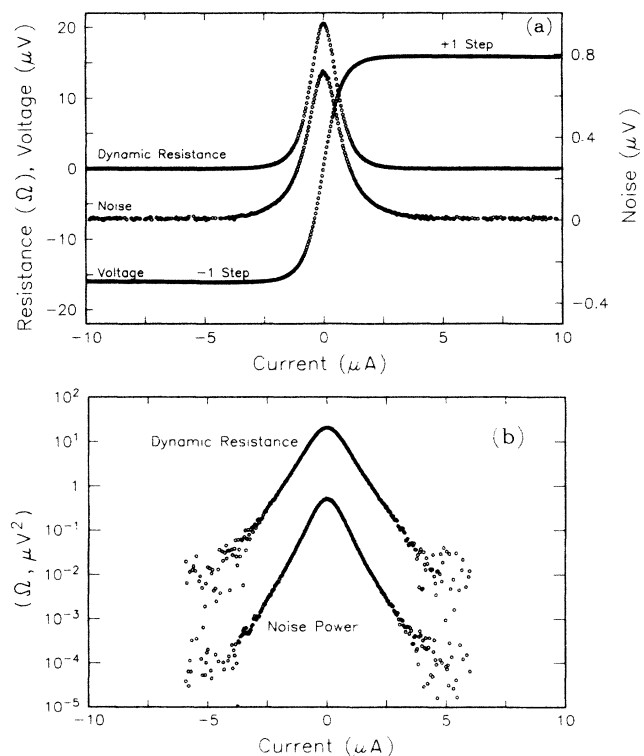 (a)
+1 Step
Dynamic Resistance
Noise
Voltage
−1 Step
20
10
0
−10
−20
Resistance (Ω), Voltage (μV)
0.8
0.4
0
−0.4
Noise (μV)
−10
−5
0
5
10
Current (μA)
(b)
Dynamic Resistance
Noise Power
10²
10¹
1
10⁻¹
10⁻²
10⁻³
10⁻⁴
10⁻⁵
(Ω, μV²)
−10
−5
0
5
10
Current (μA)